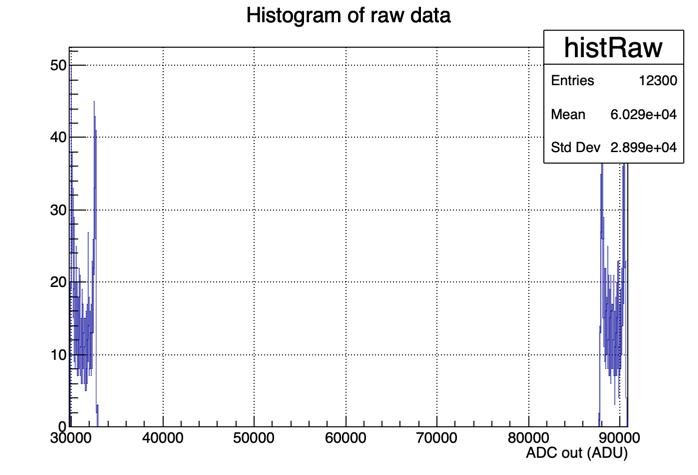 Histogram of raw data
histRaw
Entries 12300
Mean 6.029e+04
Std Dev 2.899e+04
50
40
30
20
10
0
30000 40000 50000 60000 70000 80000 90000
ADC out (ADU)